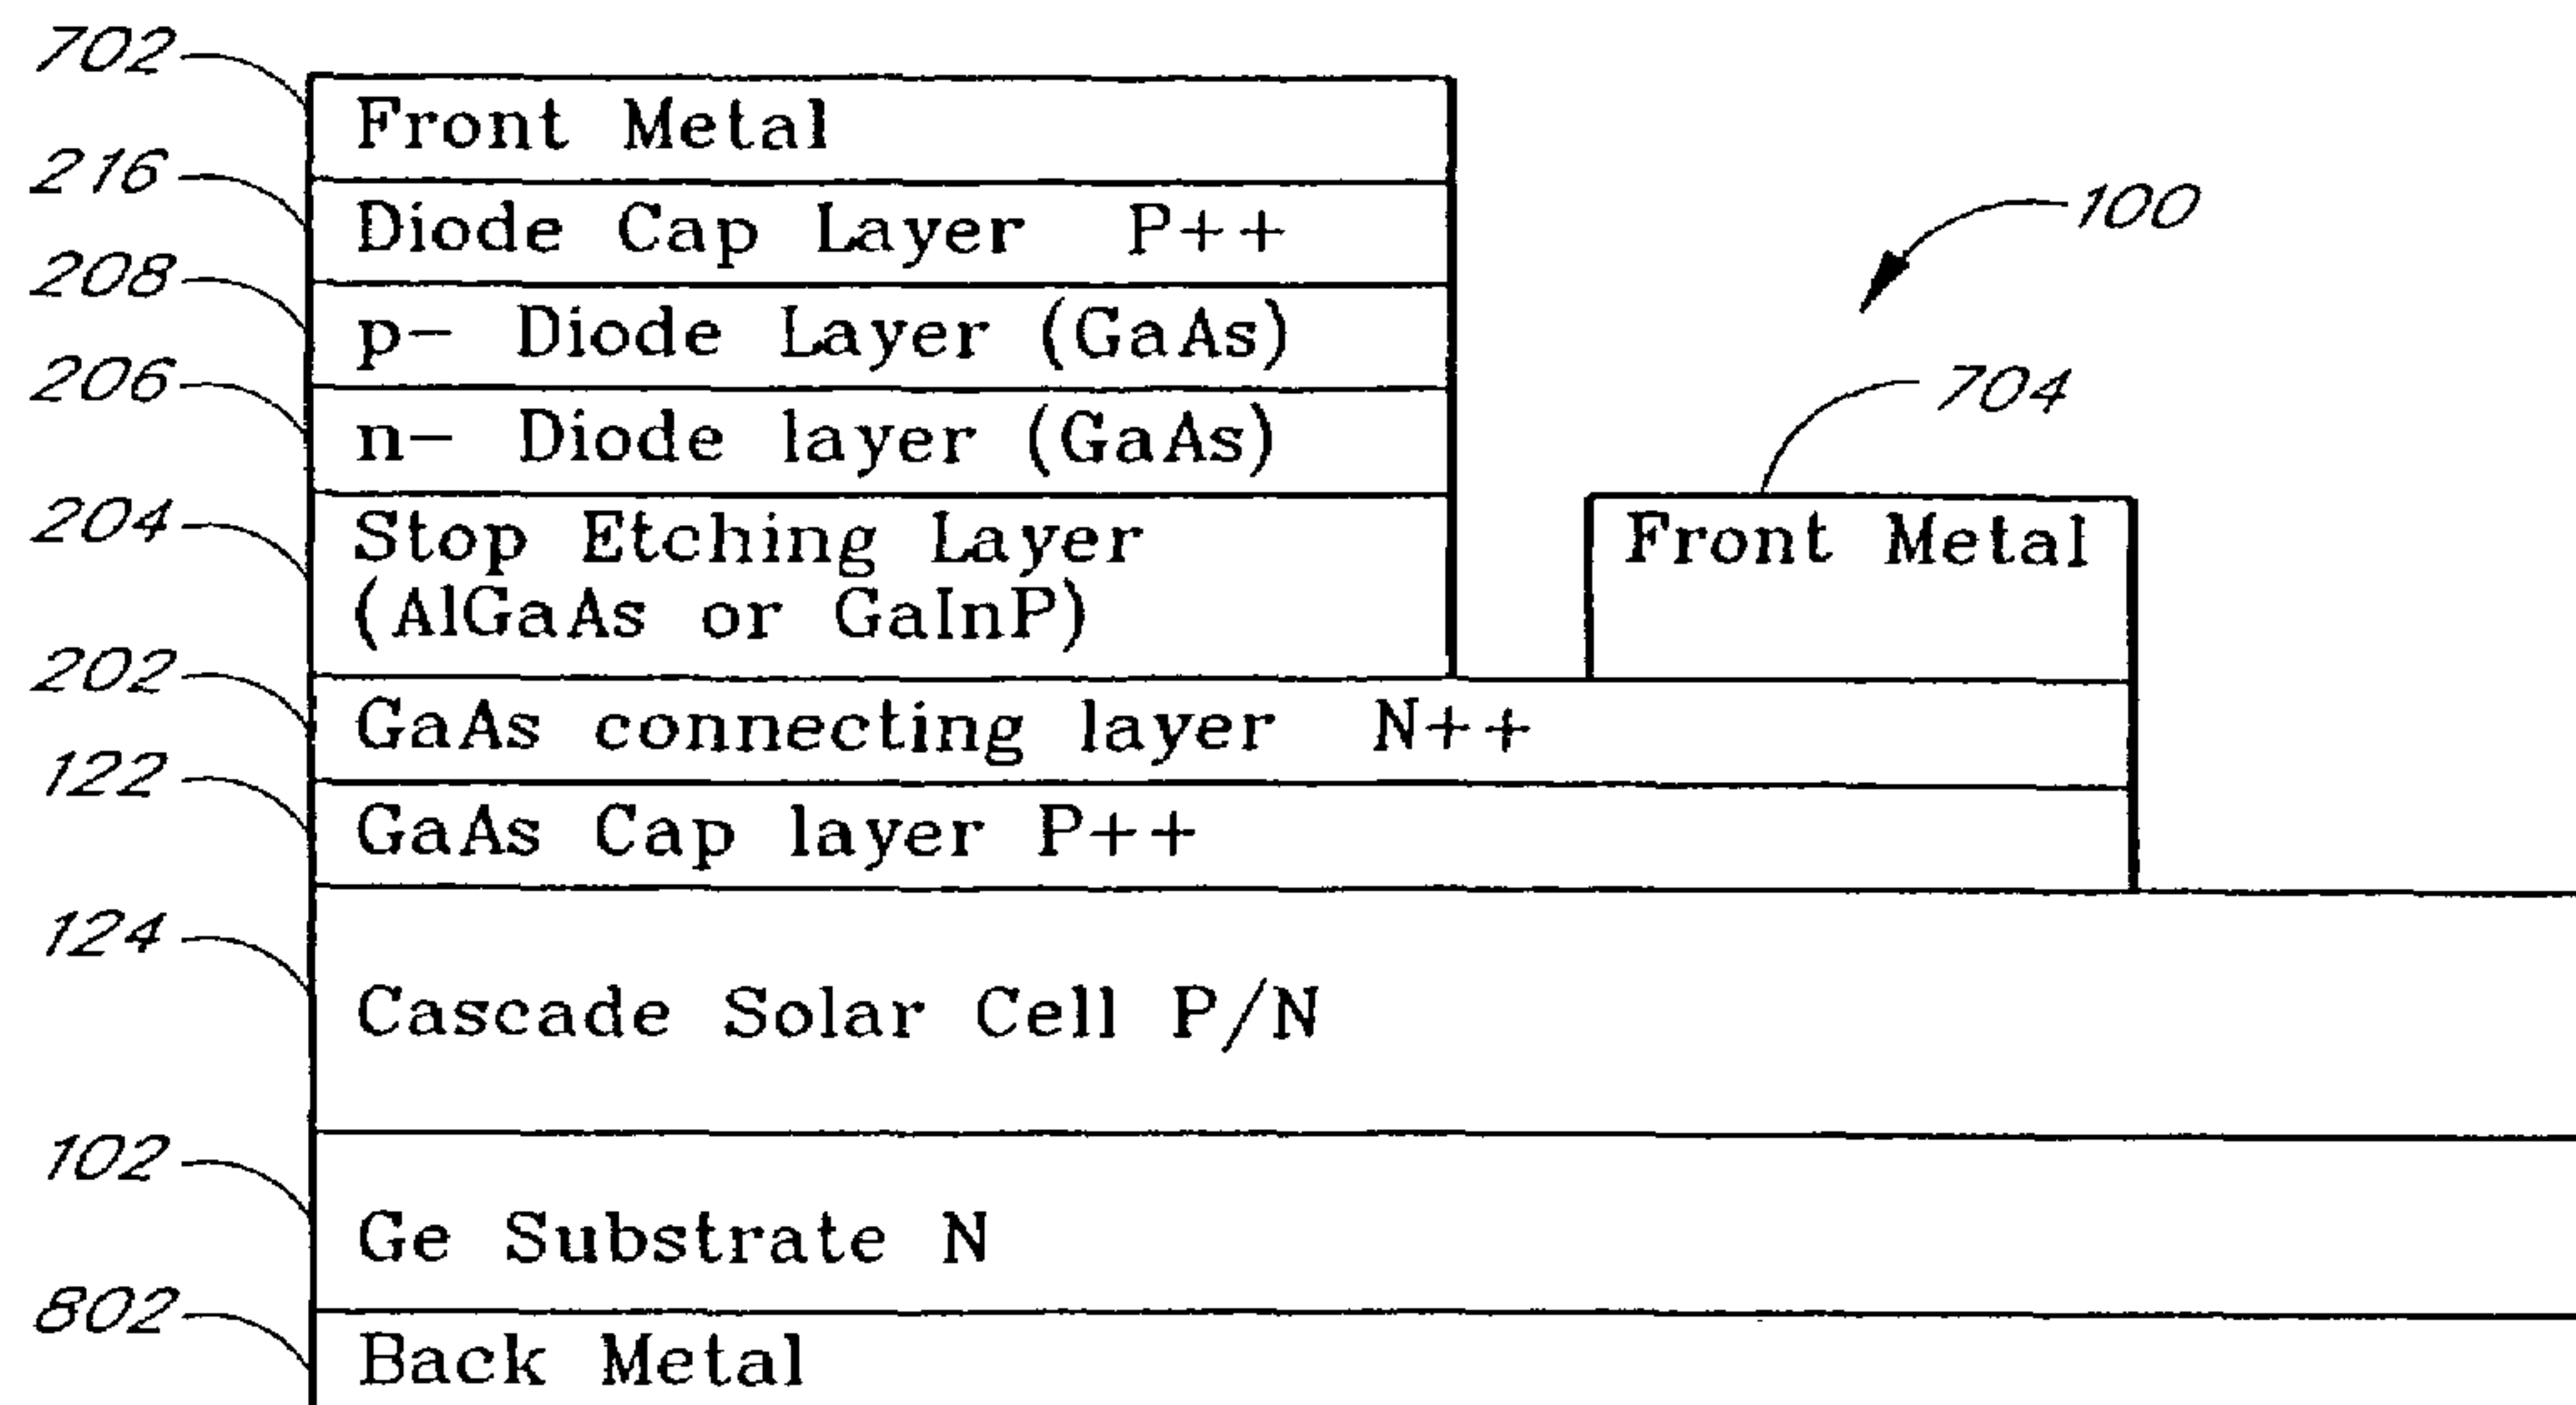 702
Front Metal
216
Diode Cap Layer P++
100
208
p- Diode Layer (GaAs)
206
n- Diode layer (GaAs)
704
204
Stop Etching Layer
(AlGaAs or GaInP)
Front Metal
202
GaAs connecting layer N++
122
GaAs Cap layer P++
124
Cascade Solar Cell P/N
102
Ge Substrate N
802
Back Metal